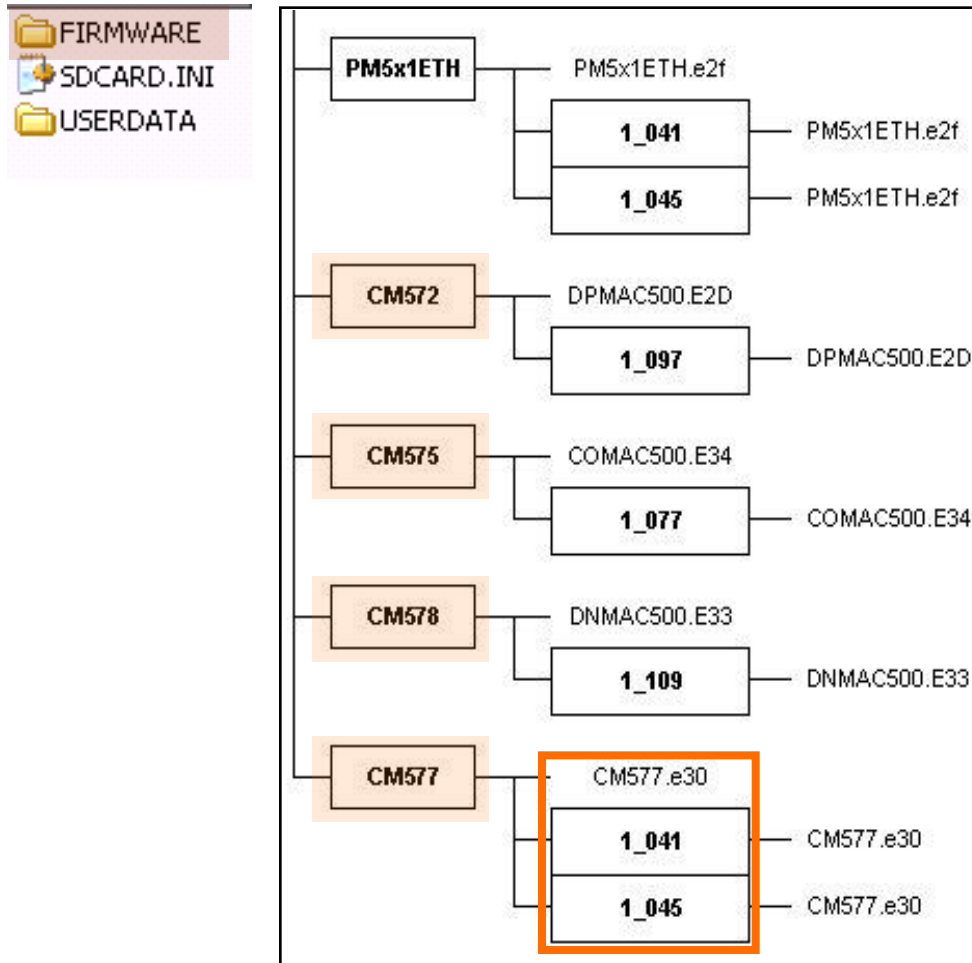 FIRMWARE
SDCARD.INI
USERDATA
PM5x1ETH
PM5x1ETH.e2f
1_041
PM5x1ETH.e2f
1_045
PM5x1ETH.e2f
CM572
DPMAC500.E2D
1_097
DPMAC500.E2D
CM575
COMAC500.E34
1_077
COMAC500.E34
CM578
DNMAC500.E33
1_109
DNMAC500.E33
CM577
CM577.e30
1_041
CM577.e30
1_045
CM577.e30